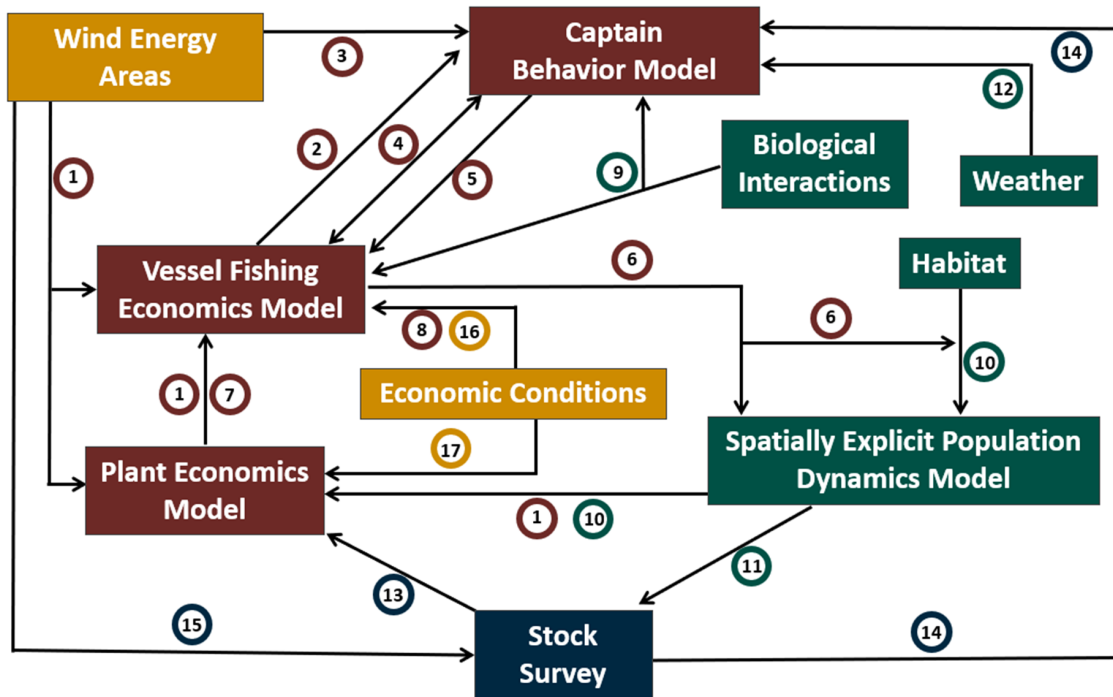 Wind Energy
Areas
3
Captain
Behavior Model
14
12
2
4
1
5
9
Biological
Interactions
Weather
Vessel Fishing
Economics Model
6
Habitat
8
16
6
10
1
7
Economic Conditions
17
Plant Economics
Model
Spatially Explicit Population
Dynamics Model
1
10
11
13
15
Stock
Survey
14